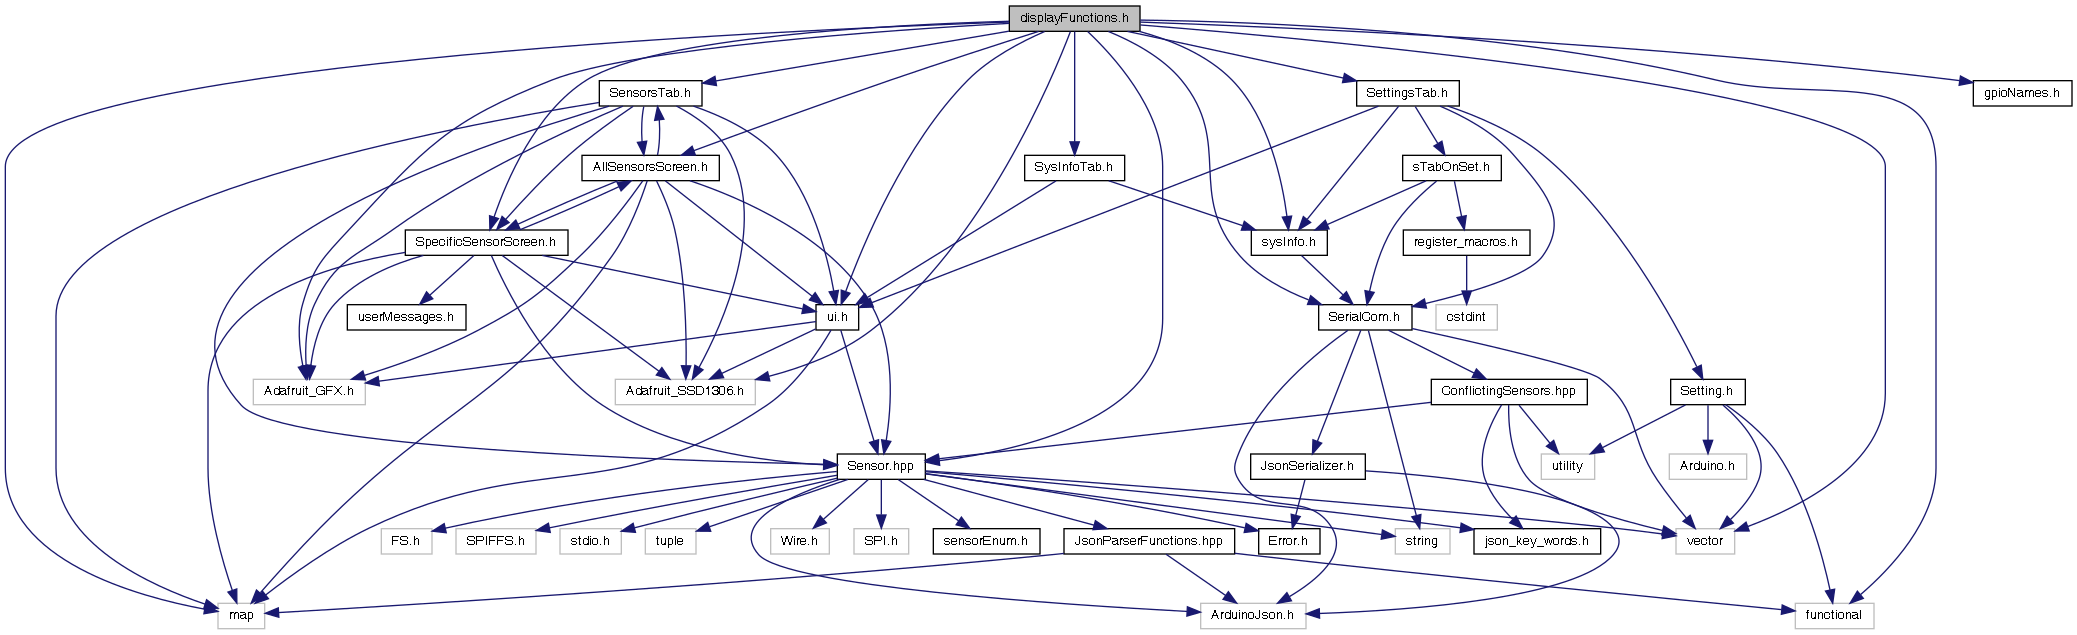 displayFunctions.h
SensorsTab.h
SettingsTab.h
gpioNames.h
AllSensorsScreen.h
SysInfoTab.h
sTabOnSet.h
SpecificSensorScreen.h
sysInfo.h
register_macros.h
userMessages.h
ui.h
SerialCom.h
cstdint
Adafruit_GFX.h
Adafruit_SSD1306.h
ConflictingSensors.hpp
Setting.h
Sensor.hpp
JsonSerializer.h
utility
Arduino.h
FS.h
SPIFFS.h
stdio.h
tuple
Wire.h
SPI.h
sensorEnum.h
JsonParserFunctions.hpp
Error.h
string
json_key_words.h
vector
map
ArduinoJson.h
functional